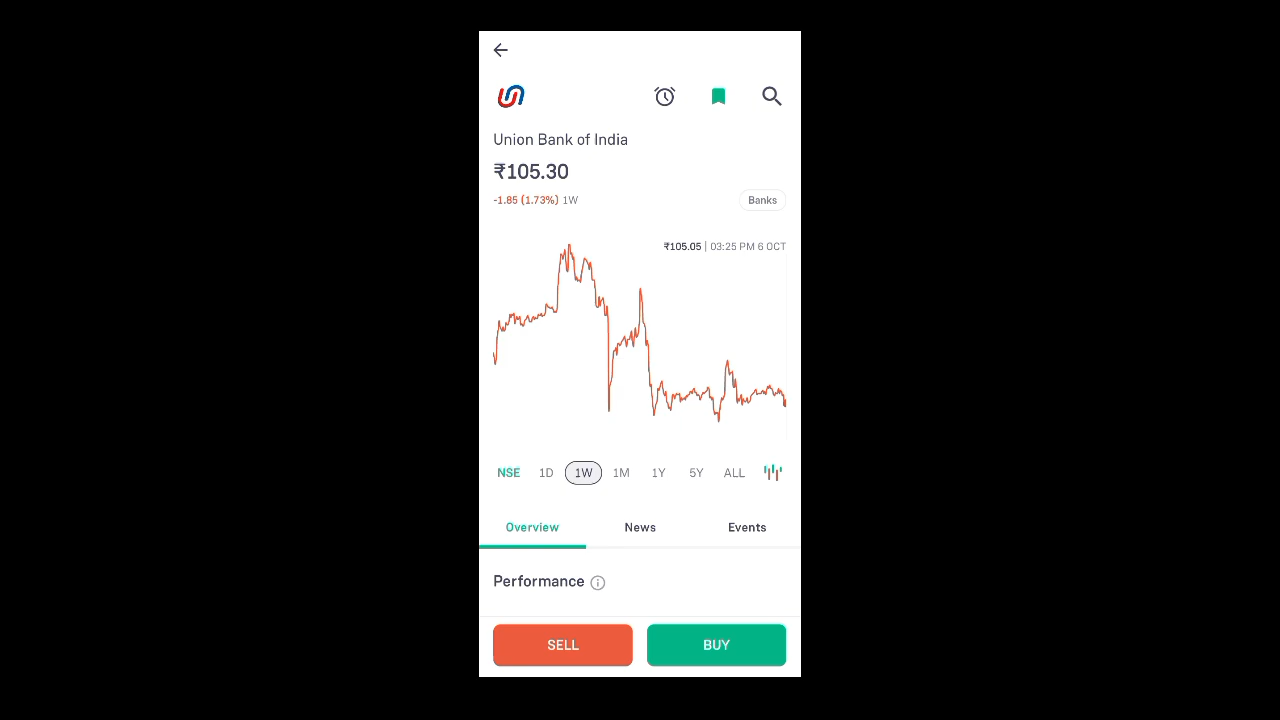 Union Bank of India
₹105.30
-1.85 (1.73%) 1W
Banks
₹105.05 | 03:25 PM 6 OCT
NSE 1D 1W 1M 1Y 5Y ALL
Overview News Events
Performance
SELL BUY